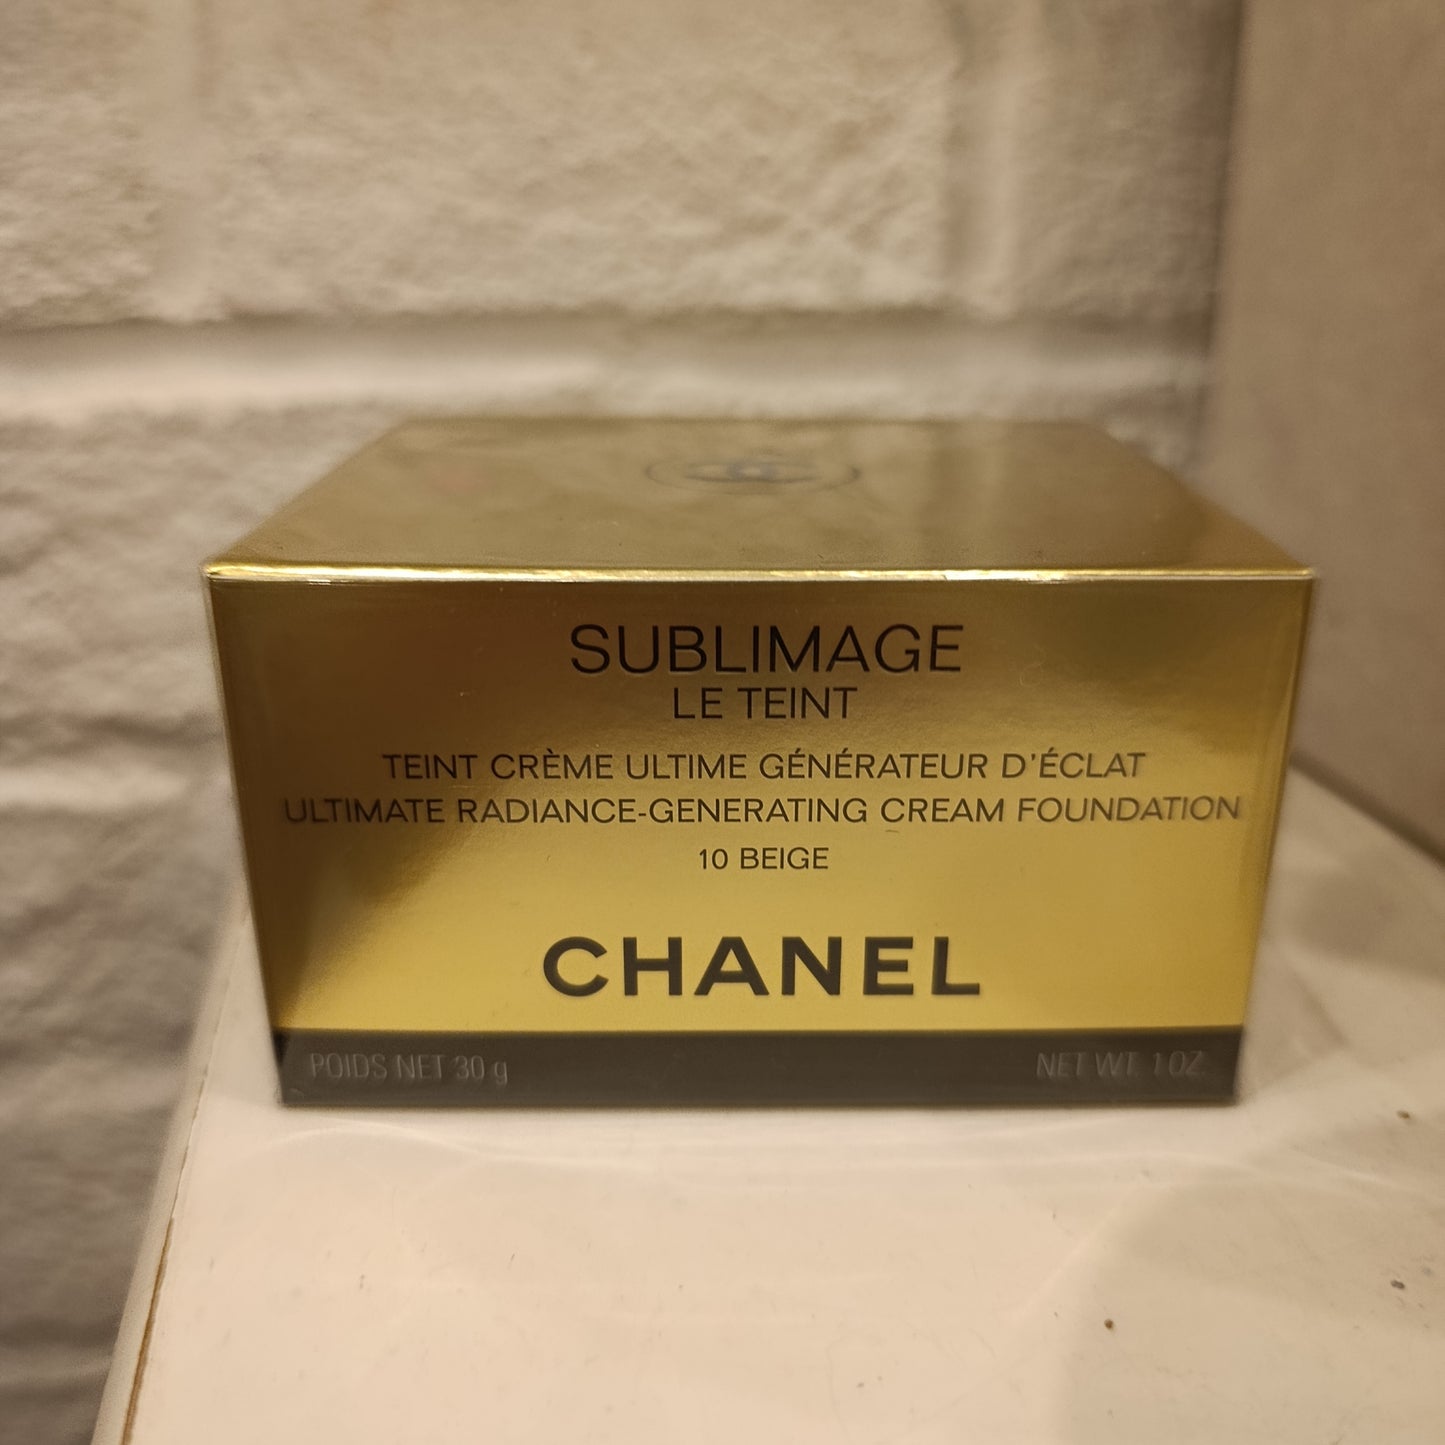 SUBLIMAGE
LE TEINT
TEINT CRÈME ULTIME GÉNÉRATEUR D'ÉCLAT
ULTIMATE RADIANCE-GENERATING CREAM FOUNDATION
10 BEIGE
CHANEL
POIDS NET 30 g NET WT. 1 OZ.